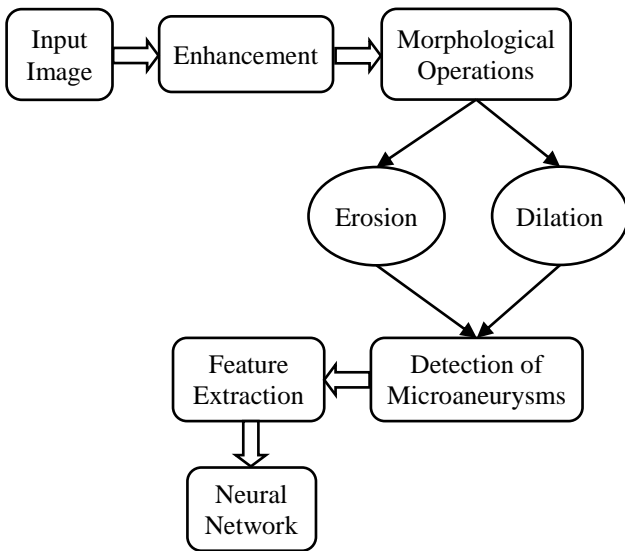 Input
Image
Enhancement
Morphological
Operations
Erosion
Dilation
Detection of
Microaneurysms
Feature
Extraction
Neural
Network